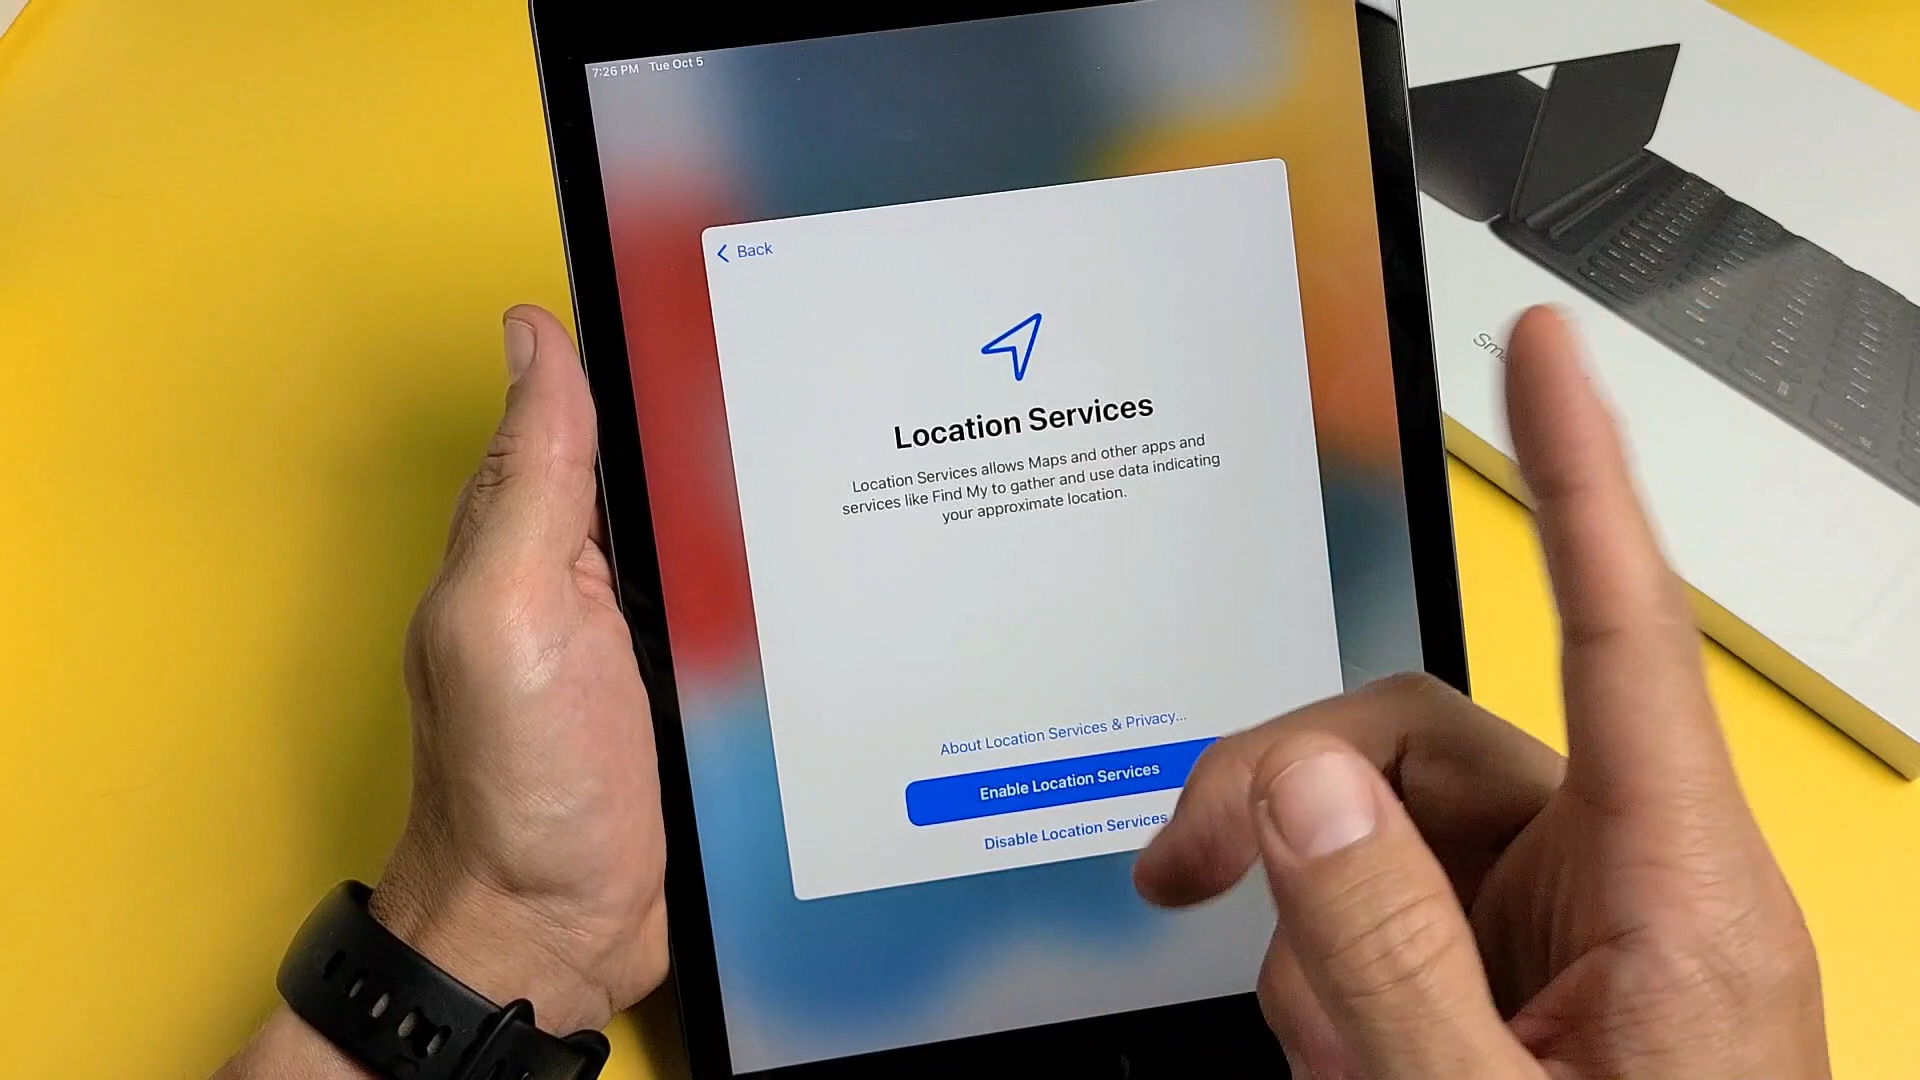 7:26 PM Tue Oct 5
Back
Location Services
Location Services allows Maps and other apps and
services like Find My to gather and use data indicating
your approximate location.
About Location Services & Privacy...
Enable Location Services
Disable Location Services